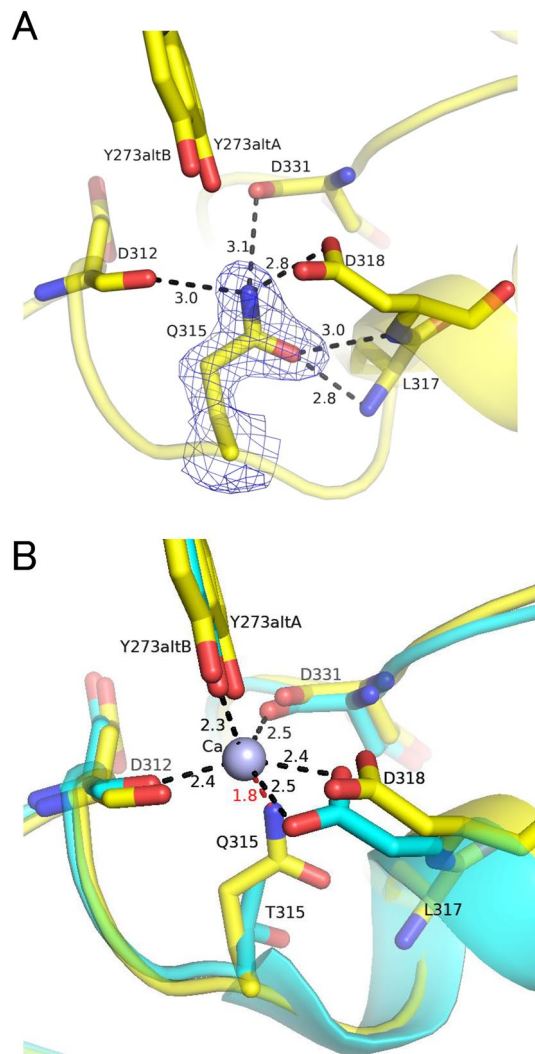 A
Y273altB
Y273altA
D331
3.1
2.8
D318
D312
3.0
Q315
3.0
L317
2.8
B
Y273altA
Y273altB
D331
2.3
2.5
Ca
D312
2.4
2.4
D318
2.5
1.8
Q315
T315
L317